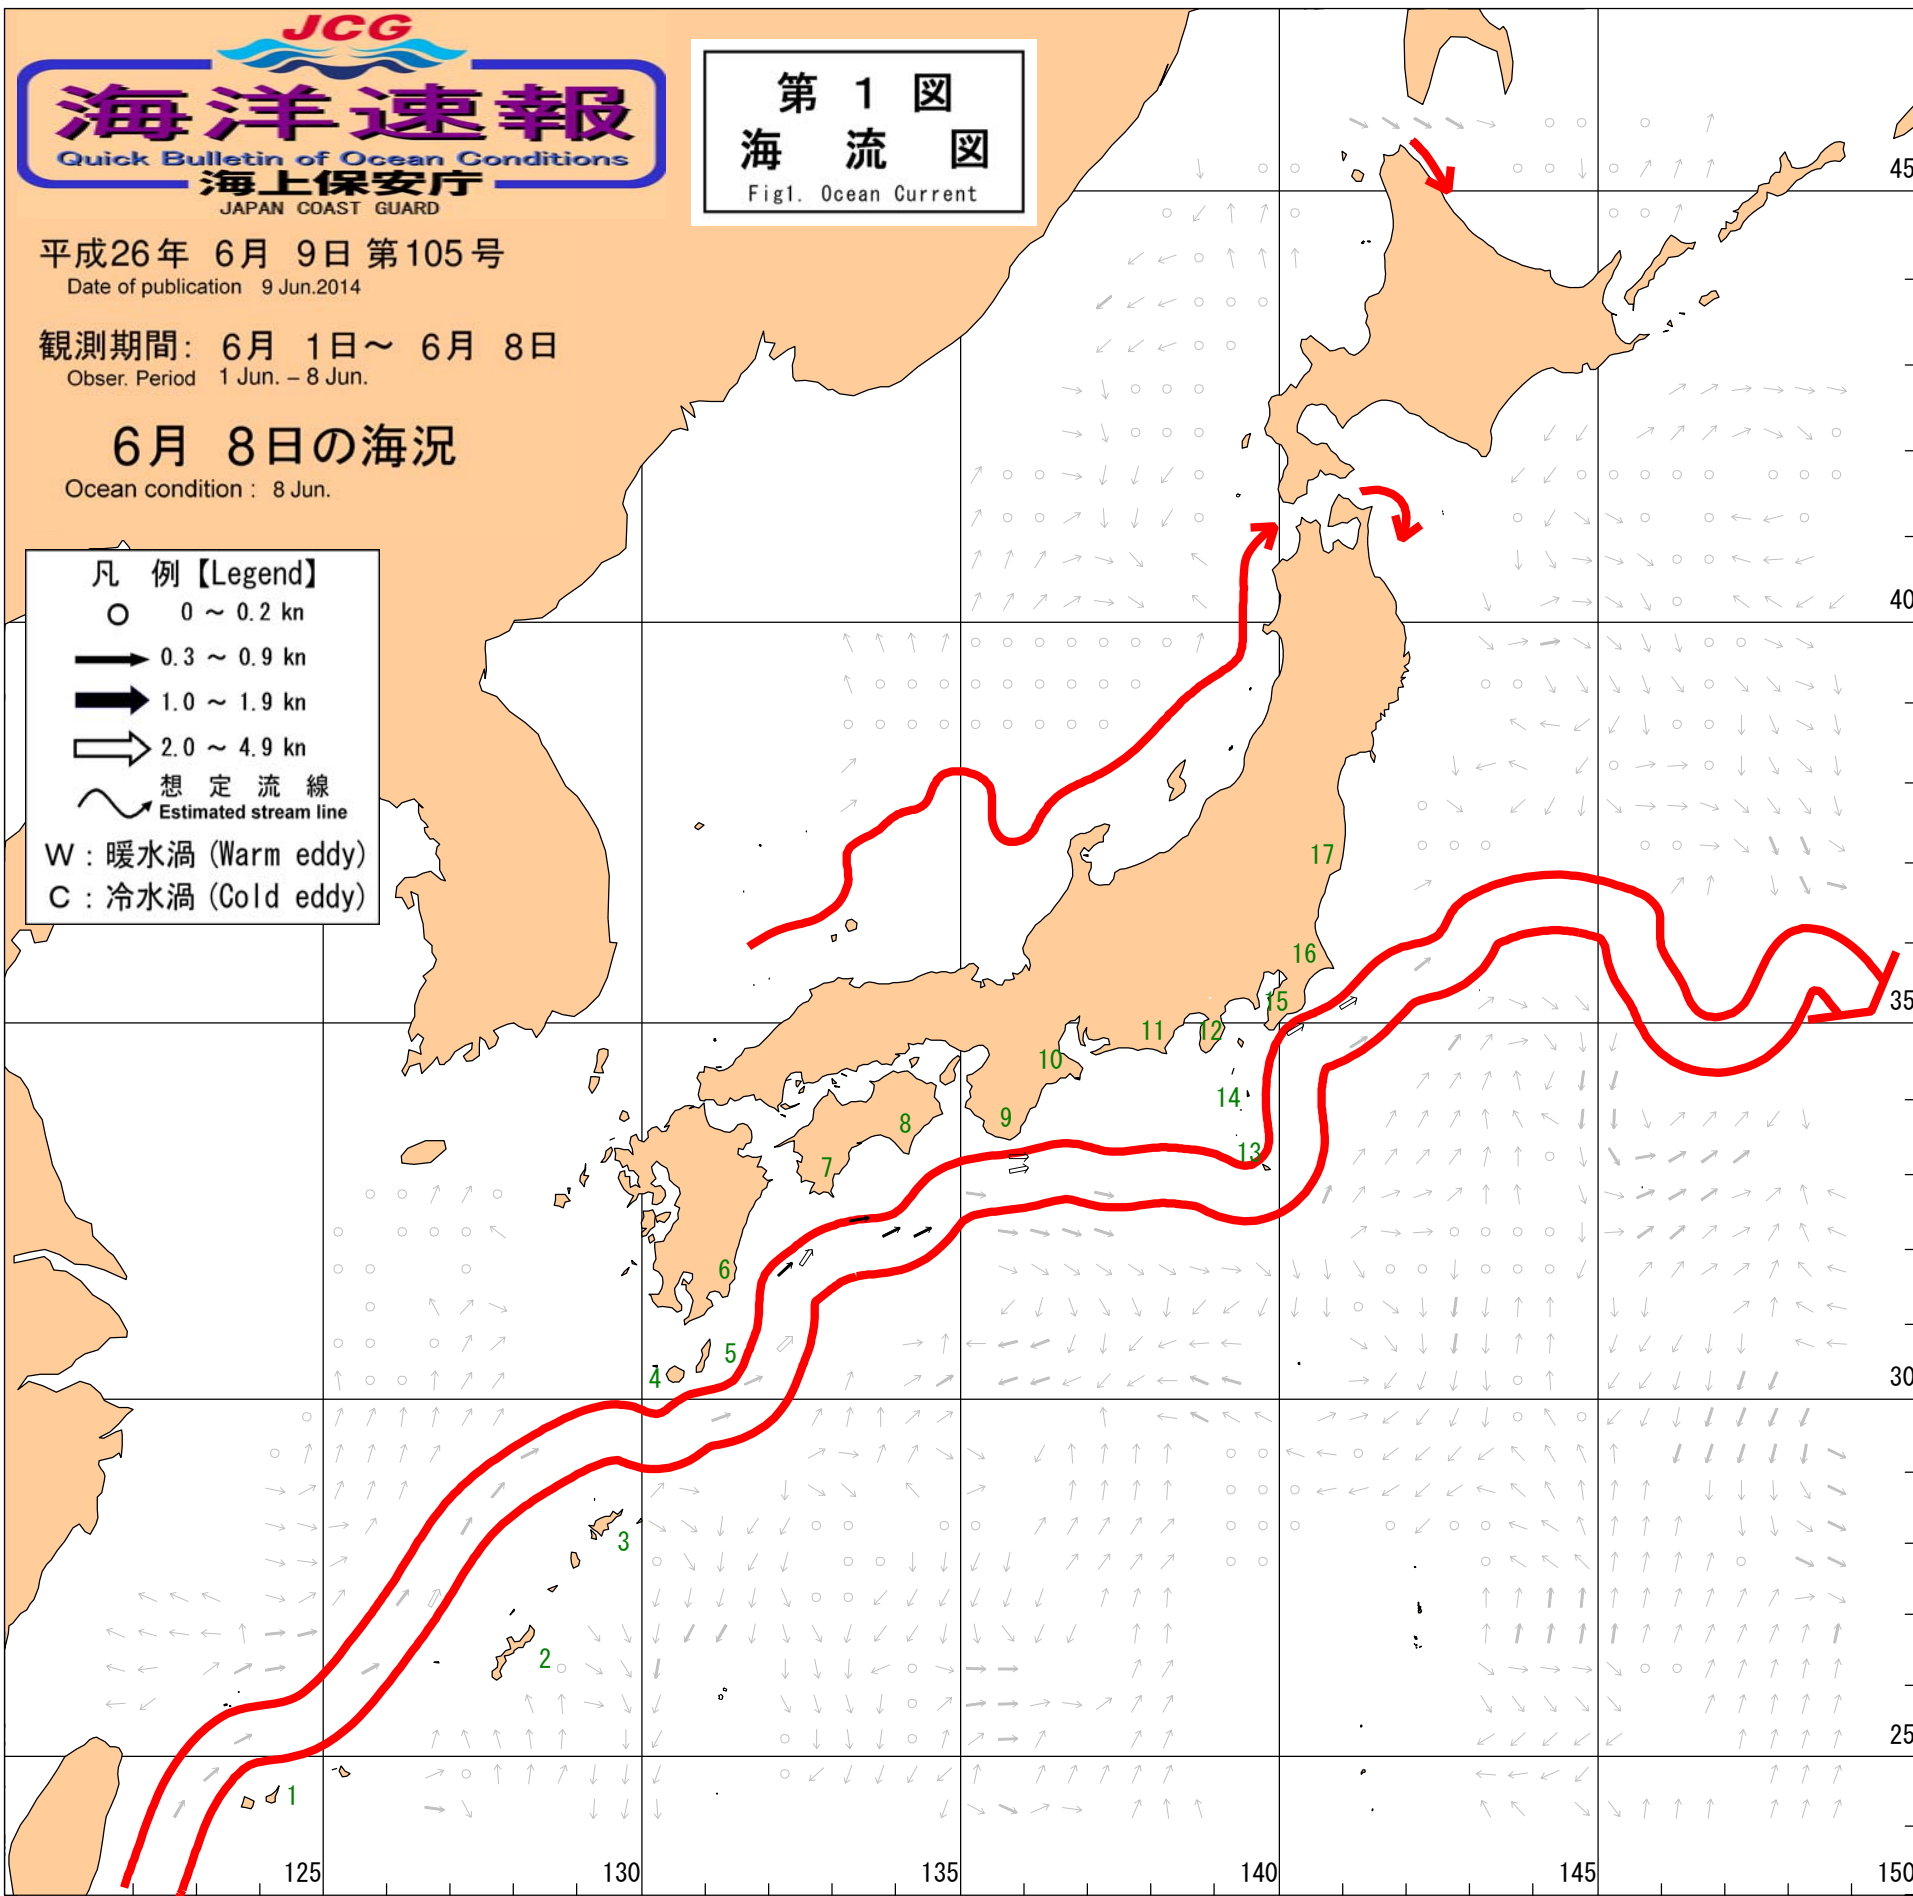 JCG
海洋速報
Quick Bulletin of Ocean Conditions
海上保安庁
JAPAN COAST GUARD
平成26年 6月 9日 第105号
Date of publication 9 Jun.2014
観測期間: 6月 1日～ 6月 8日
Obser. Period 1 Jun. – 8 Jun.
6月 8日の海況
Ocean condition : 8 Jun.
第 1 図
海 流 図
Fig1. Ocean Current
凡 例【Legend】
0 ～ 0.2 kn
0.3 ～ 0.9 kn
1.0 ～ 1.9 kn
2.0 ～ 4.9 kn
想 定 流 線
Estimated stream line
W : 暖水渦 (Warm eddy)
C : 冷水渦 (Cold eddy)
45
40
17
16
15
35
11
12
10
14
9
8
13
7
6
5
4
30
3
2
25
1
125
130
135
140
145
150